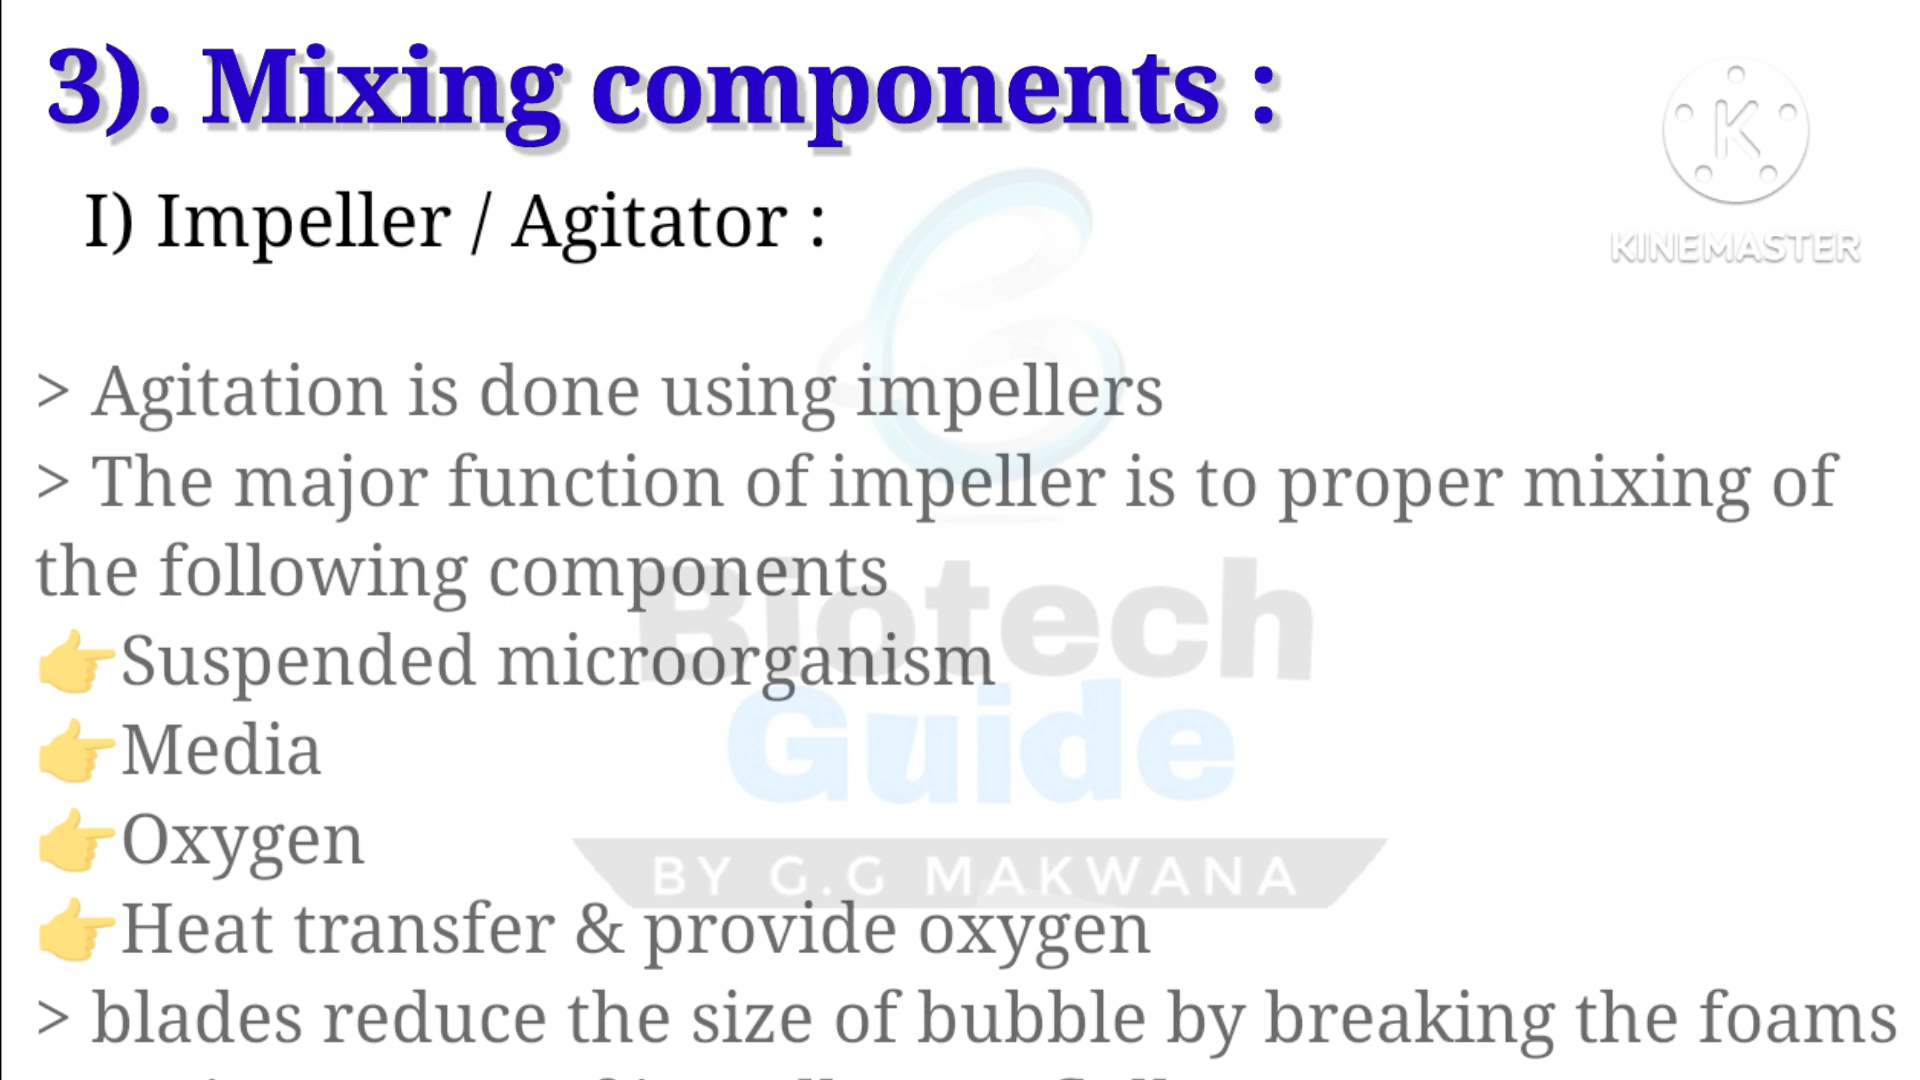 3). Mixing components :
I) Impeller / Agitator :
KINEMASTER
> Agitation is done using impellers
> The major function of impeller is to proper mixing of
the following components
👉Suspended microorganism
👉Media
👉Oxygen
👉Heat transfer & provide oxygen
> blades reduce the size of bubble by breaking the foams
Biotech
Guide
BY G.G MAKWANA